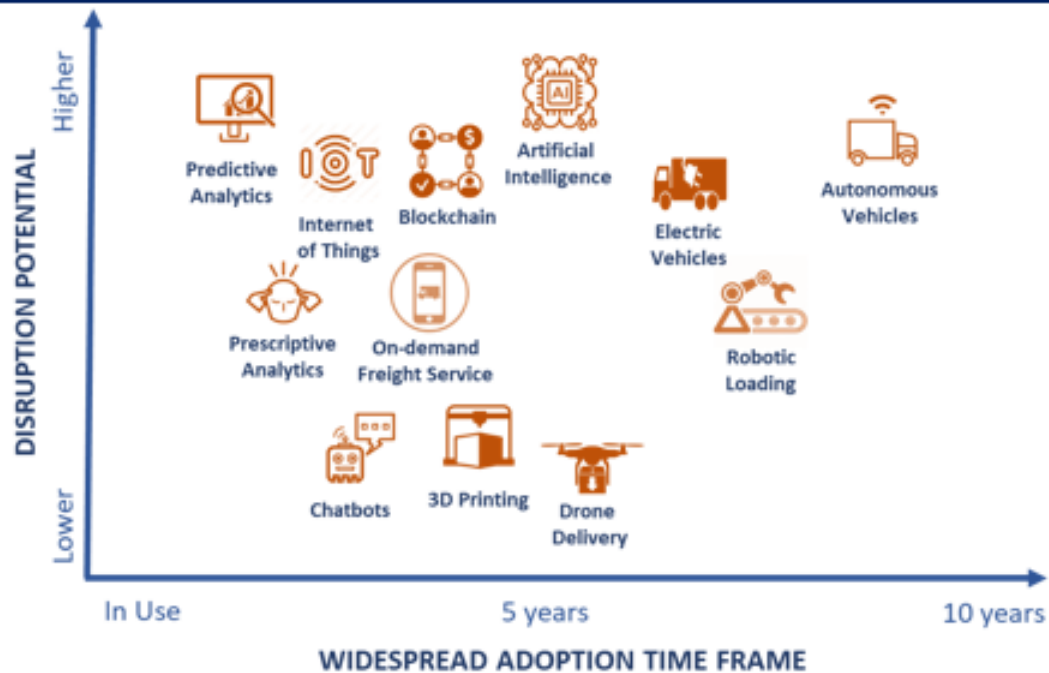 DISRUPTION POTENTIAL
Higher
Lower
Predictive
Analytics
IOT
Internet
of Things
$
Blockchain
AI
Artificial
Intelligence
Electric
Vehicles
Autonomous
Vehicles
Prescriptive
Analytics
On-demand
Freight Service
Robotic
Loading
Chatbots
3D Printing
Drone
Delivery
In Use
5 years
10 years
WIDESPREAD ADOPTION TIME FRAME